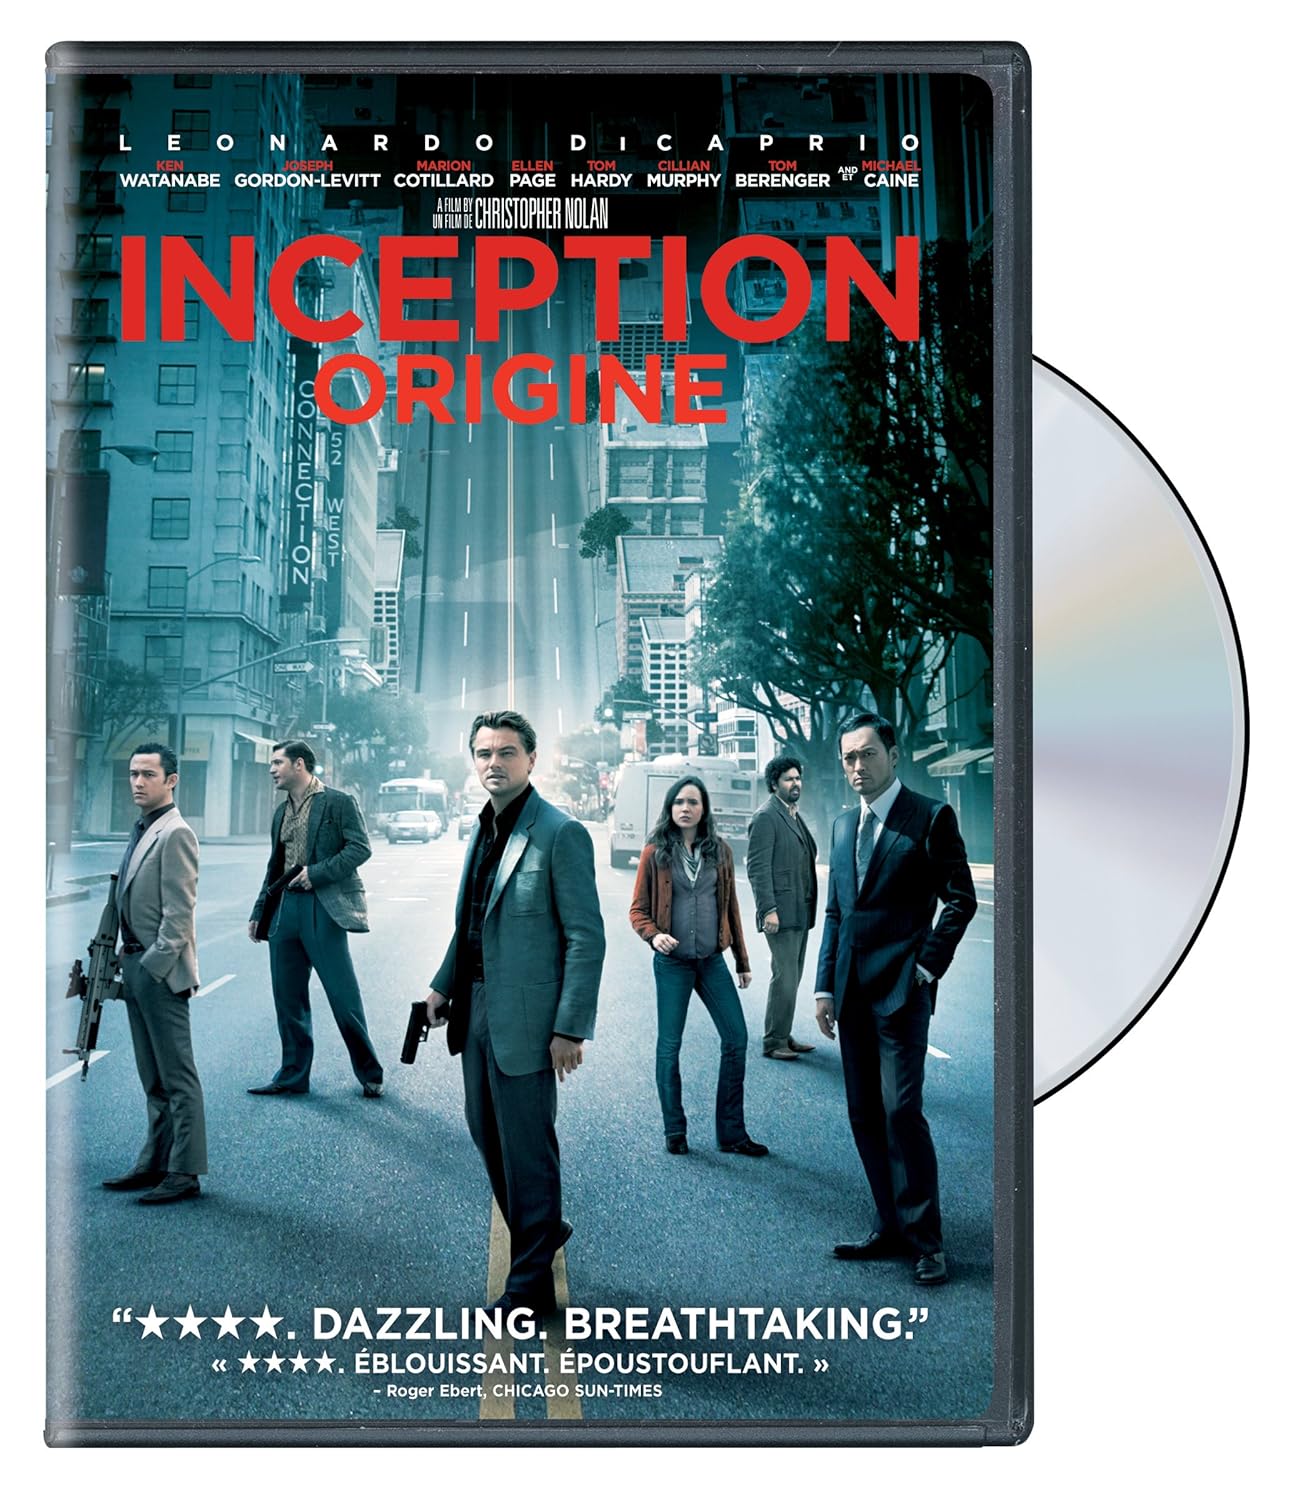 LEONARDO DiCAPRIO
KEN WATANABE JOSEPH GORDON-LEVITT MARION COTILLARD ELLEN PAGE TOM HARDY CILLIAN MURPHY TOM BERENGER AND ET MICHAEL CAINE
A FILM BY UN FILM DE CHRISTOPHER NOLAN
INCEPTION
ORIGINE
CONNECTION
52 WEST
ONE WAY
"★★★★. DAZZLING. BREATHTAKING."
« ★★★★. ÉBLOUISSANT. ÉPOUSTOUFLANT. »
– Roger Ebert, CHICAGO SUN-TIMES